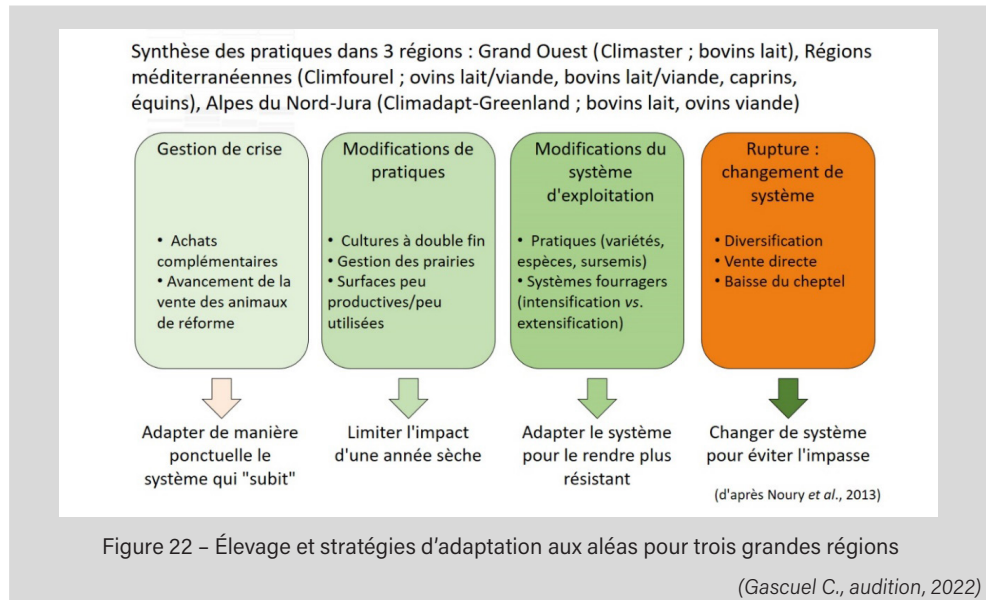 Synthèse des pratiques dans 3 régions : Grand Ouest (Climaster ; bovins lait), Régions
méditerranéennes (Climfourel ; ovins lait/viande, bovins lait/viande, caprins,
équins), Alpes du Nord-Jura (Climadapt-Greenland ; bovins lait, ovins viande)
Gestion de crise
• Achats
complémentaires
• Avancement de la
vente des animaux
de réforme
Adapter de manière
ponctuelle le
système qui "subit"
Modifications de
pratiques
• Cultures à double fin
• Gestion des prairies
• Surfaces peu
productives/peu
utilisées
Limiter l'impact
d'une année sèche
Modifications du
système
d'exploitation
• Pratiques (variétés,
espèces, sursemis)
• Systèmes fourragers
(intensification vs.
extensification)
Adapter le système
pour le rendre plus
résistant
Rupture :
changement de
système
• Diversification
• Vente directe
• Baisse du cheptel
Changer de système
pour éviter l'impasse
(d'après Noury et al., 2013)
Figure 22 – Élevage et stratégies d'adaptation aux aléas pour trois grandes régions
(Gascuel C., audition, 2022)